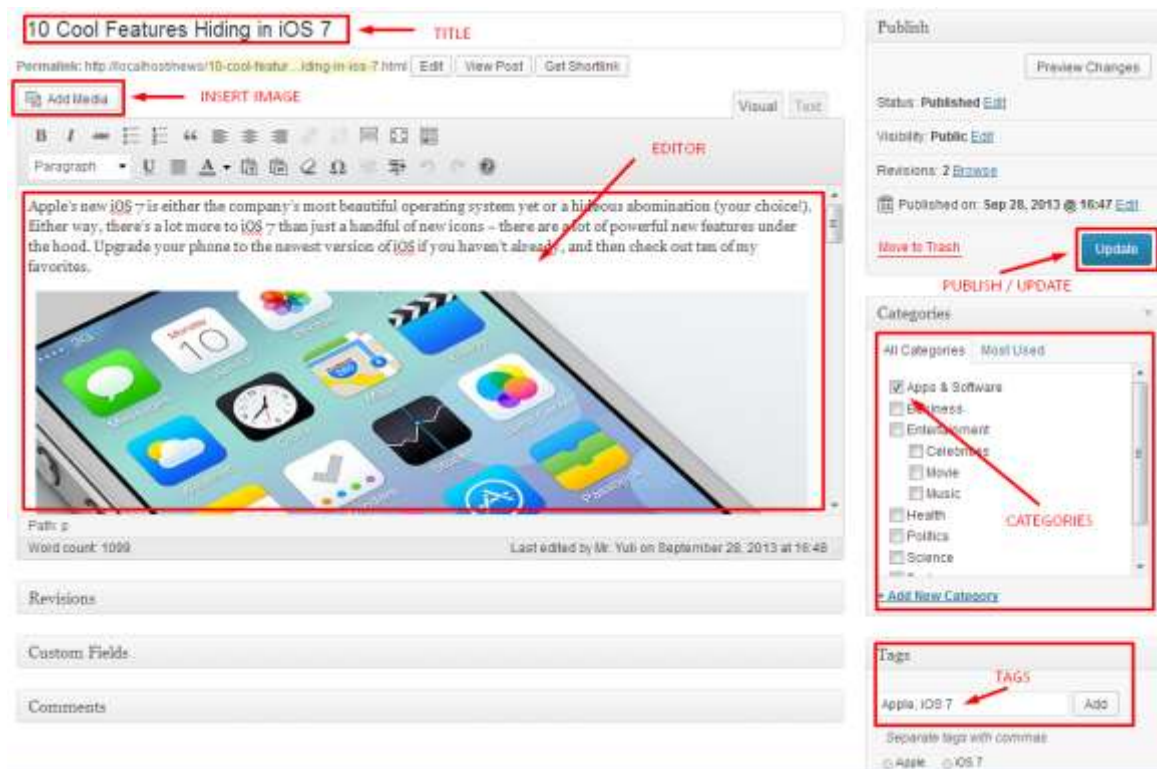 10 Cool Features Hiding in iOS 7
TITLE
Permalink: http://localhost/news/10-cool-featur...iding-in-ios-7.html Edit View Post Get Shortlink
Add Media
INSERT IMAGE
Visual Text
Paragraph
EDITOR
Apple's new iOS 7 is either the company's most beautiful operating system yet or a hideous abomination (your choice!).
Either way, there's a lot more to iOS 7 than just a handful of new icons – there are a lot of powerful new features under
the hood. Upgrade your phone to the newest version of iOS if you haven't already, and then check out ten of my
favorites.
3G
Monday
10
280
Path: p
Word count: 1099
Last edited by Mr. Yuli on September 28, 2013 at 16:48
Revisions
Custom Fields
Comments
Publish
Preview Changes
Status: Published Edit
Visibility: Public Edit
Revisions: 2 Browse
Published on: Sep 28, 2013 @ 16:47 Edit
Move to Trash
Update
PUBLISH / UPDATE
Categories
All Categories Most Used
Apps & Software
Business
Entertainment
Celebrities
Movie
Music
Health
Politics
Science
CATEGORIES
+ Add New Category
Tags
TAGS
Apple, iOS 7
Add
Separate tags with commas
Apple iOS 7